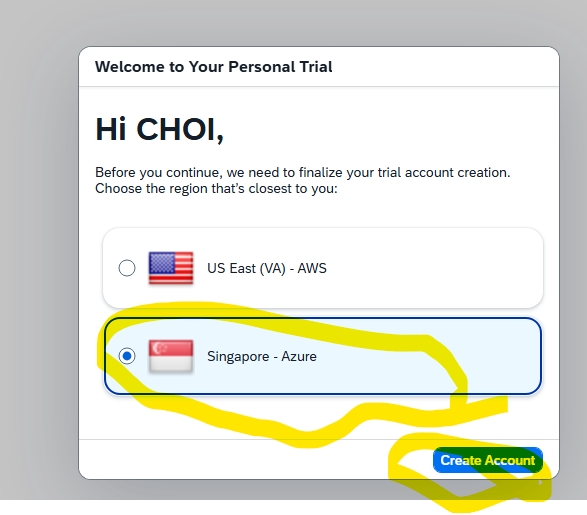 Welcome to Your Personal Trial
Hi CHOI,
Before you continue, we need to finalize your trial account creation.
Choose the region that's closest to you:
US East (VA) - AWS
Singapore - Azure
Create Account